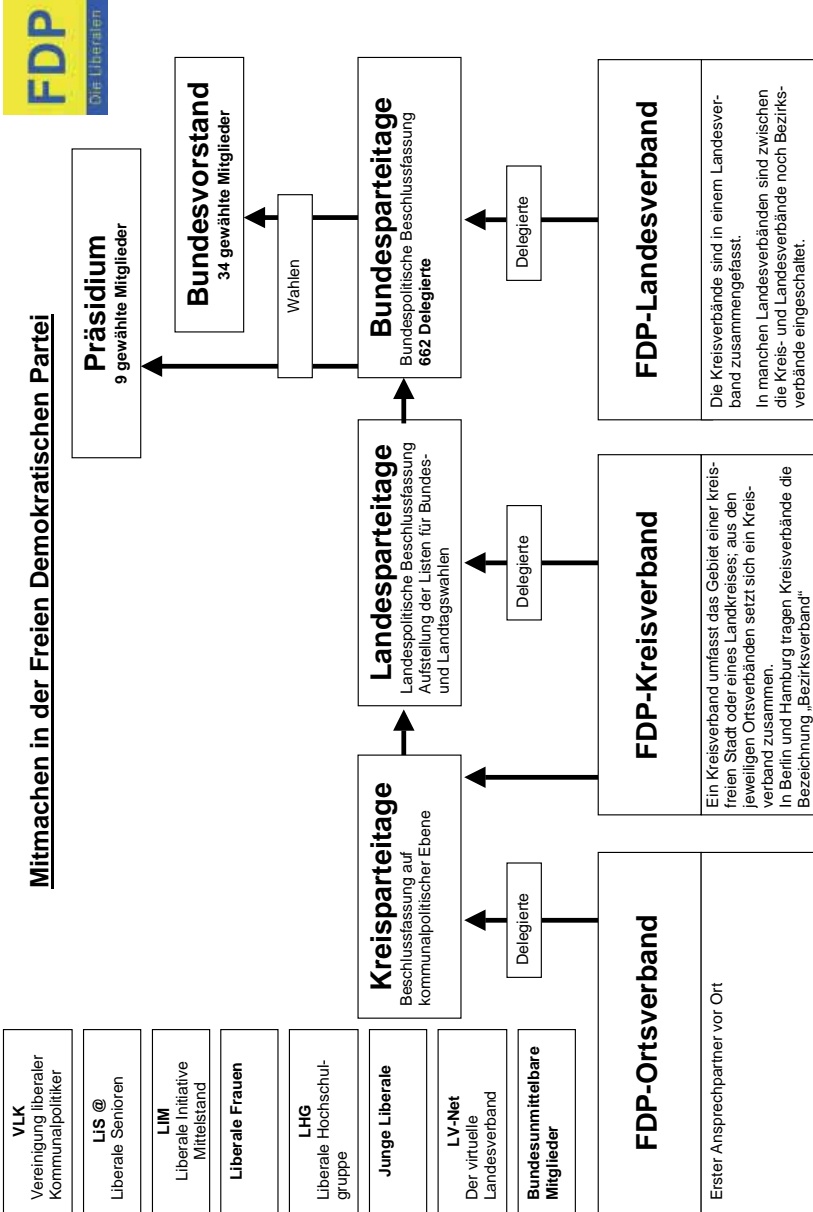 FDP
Die Liberalen
Mitmachen in der Freien Demokratischen Partei
VLK
Vereinigung liberaler
Kommunalpolitiker
LiS @
Liberale Senioren
LIM
Liberale Initiative
Mittelstand
Liberale Frauen
LHG
Liberale Hochschul-
gruppe
Junge Liberale
LV-Net
Der virtuelle
Landesverband
Bundesunmittelbare
Mitglieder
Präsidium
9 gewählte Mitglieder
Bundesvorstand
34 gewählte Mitglieder
Wahlen
Kreisparteitage
Beschlussfassung auf
kommunalpolitischer Ebene
Landesparteitage
Landespolitische Beschlussfassung
Aufstellung der Listen für Bundes-
und Landtagswahlen
Bundesparteitage
Bundespolitische Beschlussfassung
662 Delegierte
Delegierte
Delegierte
Delegierte
FDP-Ortsverband
Erster Ansprechpartner vor Ort
FDP-Kreisverband
Ein Kreisverband umfasst das Gebiet einer kreis-
freien Stadt oder eines Landkreises; aus den
jeweiligen Ortsverbänden setzt sich ein Kreis-
verband zusammen.
In Berlin und Hamburg tragen Kreisverbände die
Bezeichnung „Bezirksverband"
FDP-Landesverband
Die Kreisverbände sind in einem Landesver-
band zusammengefasst.
In manchen Landesverbänden sind zwischen
die Kreis- und Landesverbände noch Bezirks-
verbände eingeschaltet.